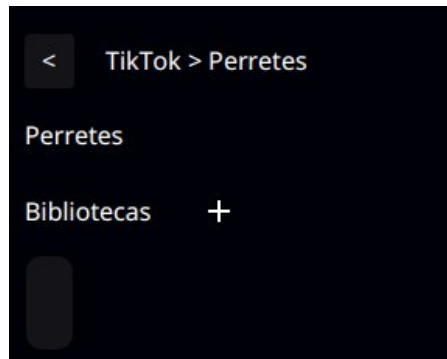 < TikTok > Perretes
Perretes
Bibliotecas +